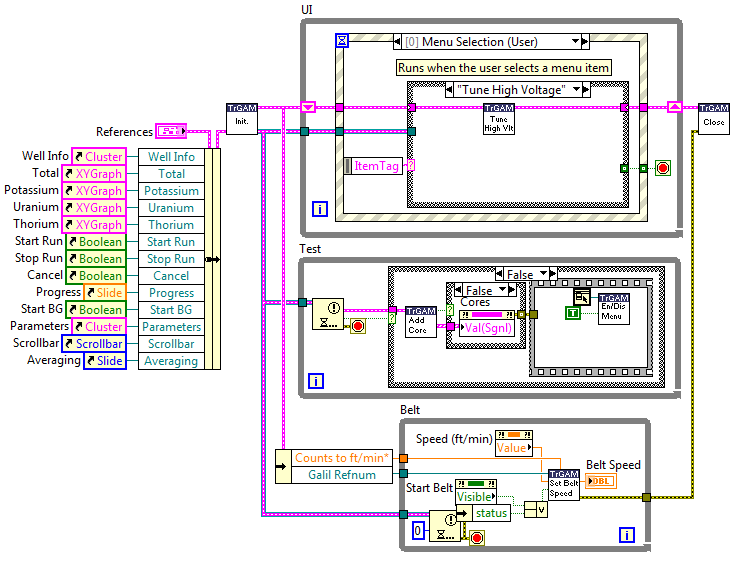 UI
[0] Menu Selection (User)
Runs when the user selects a menu item
"Tune High Voltage"
TrGAM
Init.
TrGAM
Tune
High Vlt
TrGAM
Close
References
ItemTag
?
i
Well Info Cluster Well Info
Total XYGraph Total
Potassium XYGraph Potassium
Uranium XYGraph Uranium
Thorium XYGraph Thorium
Start Run Boolean Start Run
Stop Run Boolean Stop Run
Cancel Boolean Cancel
Progress Slide Progress
Start BG Boolean Start BG
Parameters Cluster Parameters
Scrollbar Scrollbar Scrollbar
Averaging Slide Averaging
Test
False
False
Cores
?! ?!
Val(Sgnl)
TrGAM
Add
Core
TrGAM
En/Dis
Menu
T
?
?
i
Belt
Speed (ft/min)
?! ?!
Value
Counts to ft/min*
Galil Refnum
Start Belt
?! ?!
Visible
status
V
TrGAM
Set Belt
Speed
Belt Speed
DBL
0
i